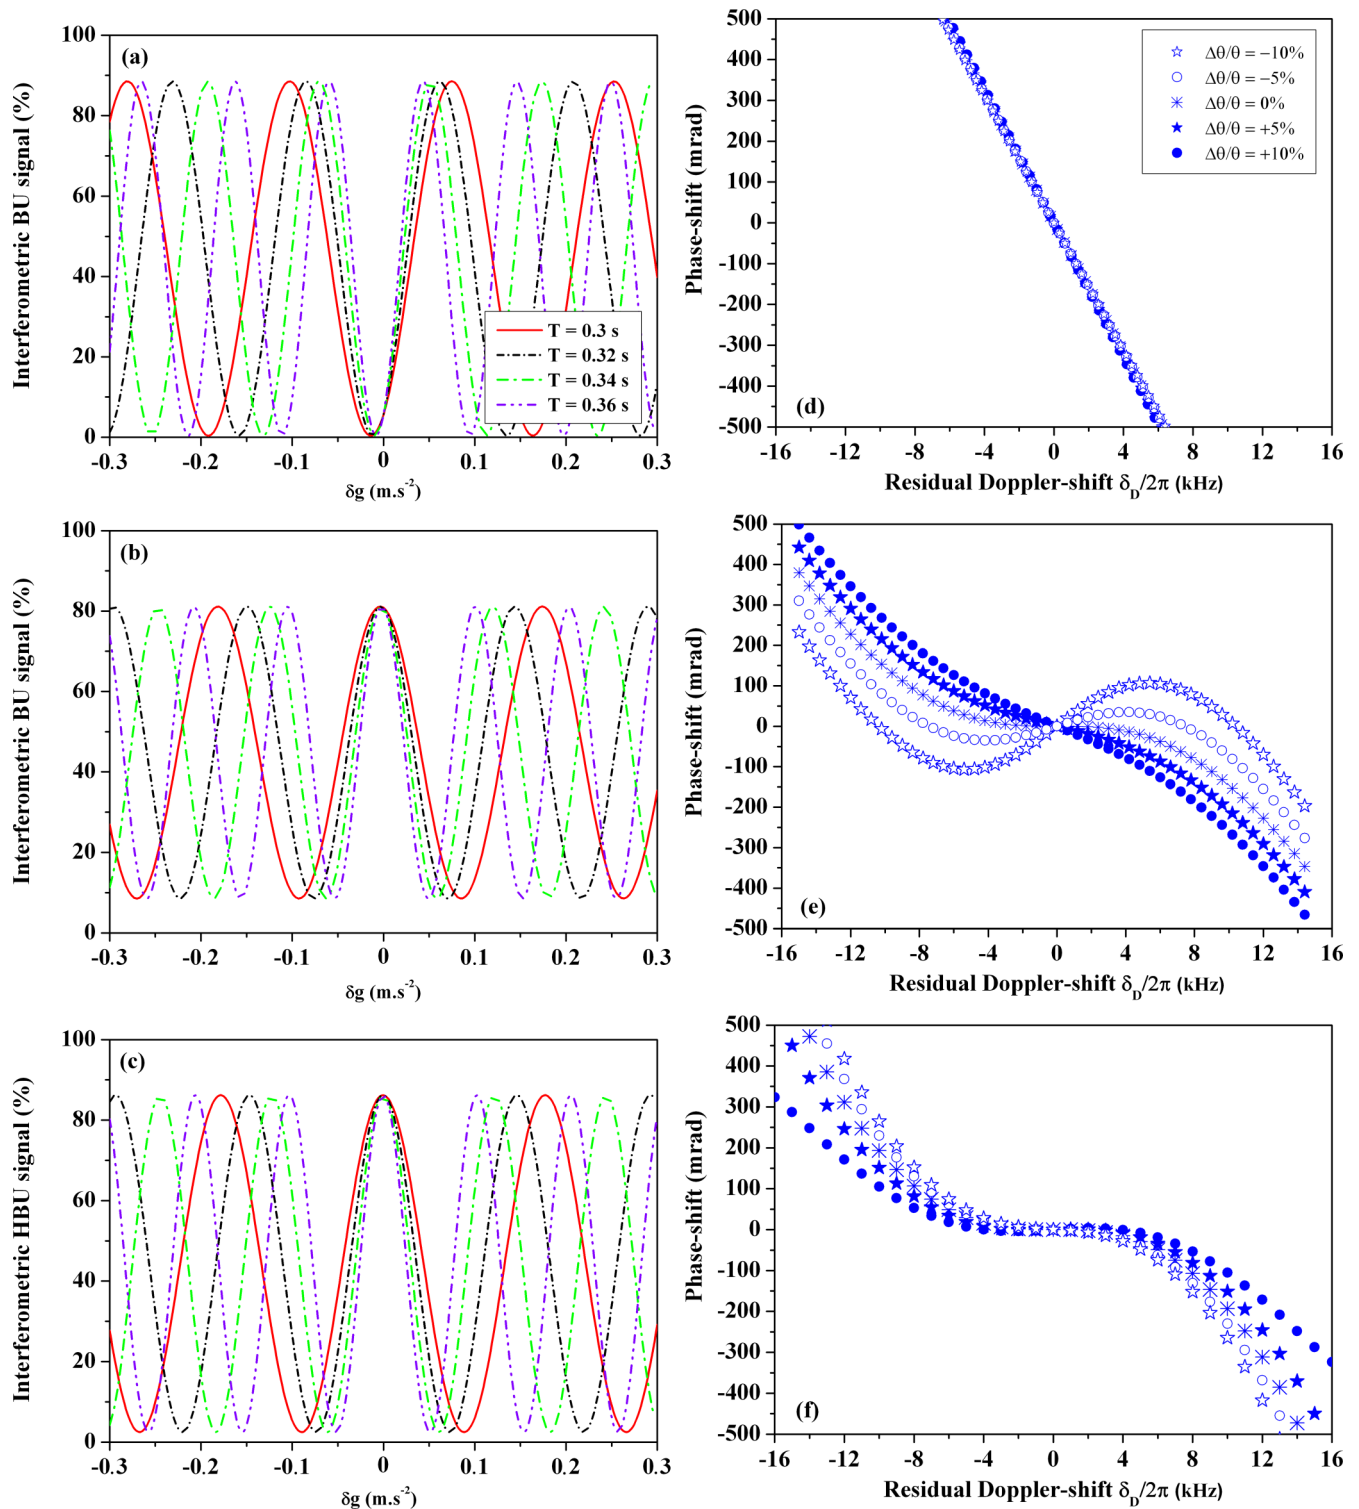 (a)
Interferometric BU signal (%)
100
80
60
40
20
0
T = 0.3 s
T = 0.32 s
T = 0.34 s
T = 0.36 s
-0.3 -0.2 -0.1 0 0.1 0.2 0.3
δg (m.s⁻²)
(d)
Phase-shift (mrad)
500
400
300
200
100
0
-100
-200
-300
-400
-500
Δθ/θ = −10%
Δθ/θ = −5%
Δθ/θ = 0%
Δθ/θ = +5%
Δθ/θ = +10%
-16 -12 -8 -4 0 4 8 12 16
Residual Doppler-shift δ_D/2π (kHz)
(b)
Interferometric BU signal (%)
100
80
60
40
20
0
-0.3 -0.2 -0.1 0 0.1 0.2 0.3
δg (m.s⁻²)
(e)
Phase-shift (mrad)
500
400
300
200
100
0
-100
-200
-300
-400
-500
-16 -12 -8 -4 0 4 8 12 16
Residual Doppler-shift δ_D/2π (kHz)
(c)
Interferometric HBU signal (%)
100
80
60
40
20
0
-0.3 -0.2 -0.1 0 0.1 0.2 0.3
δg (m.s⁻²)
(f)
Phase-shift (mrad)
500
400
300
200
100
0
-100
-200
-300
-400
-500
-16 -12 -8 -4 0 4 8 12 16
Residual Doppler-shift δ_D/2π (kHz)